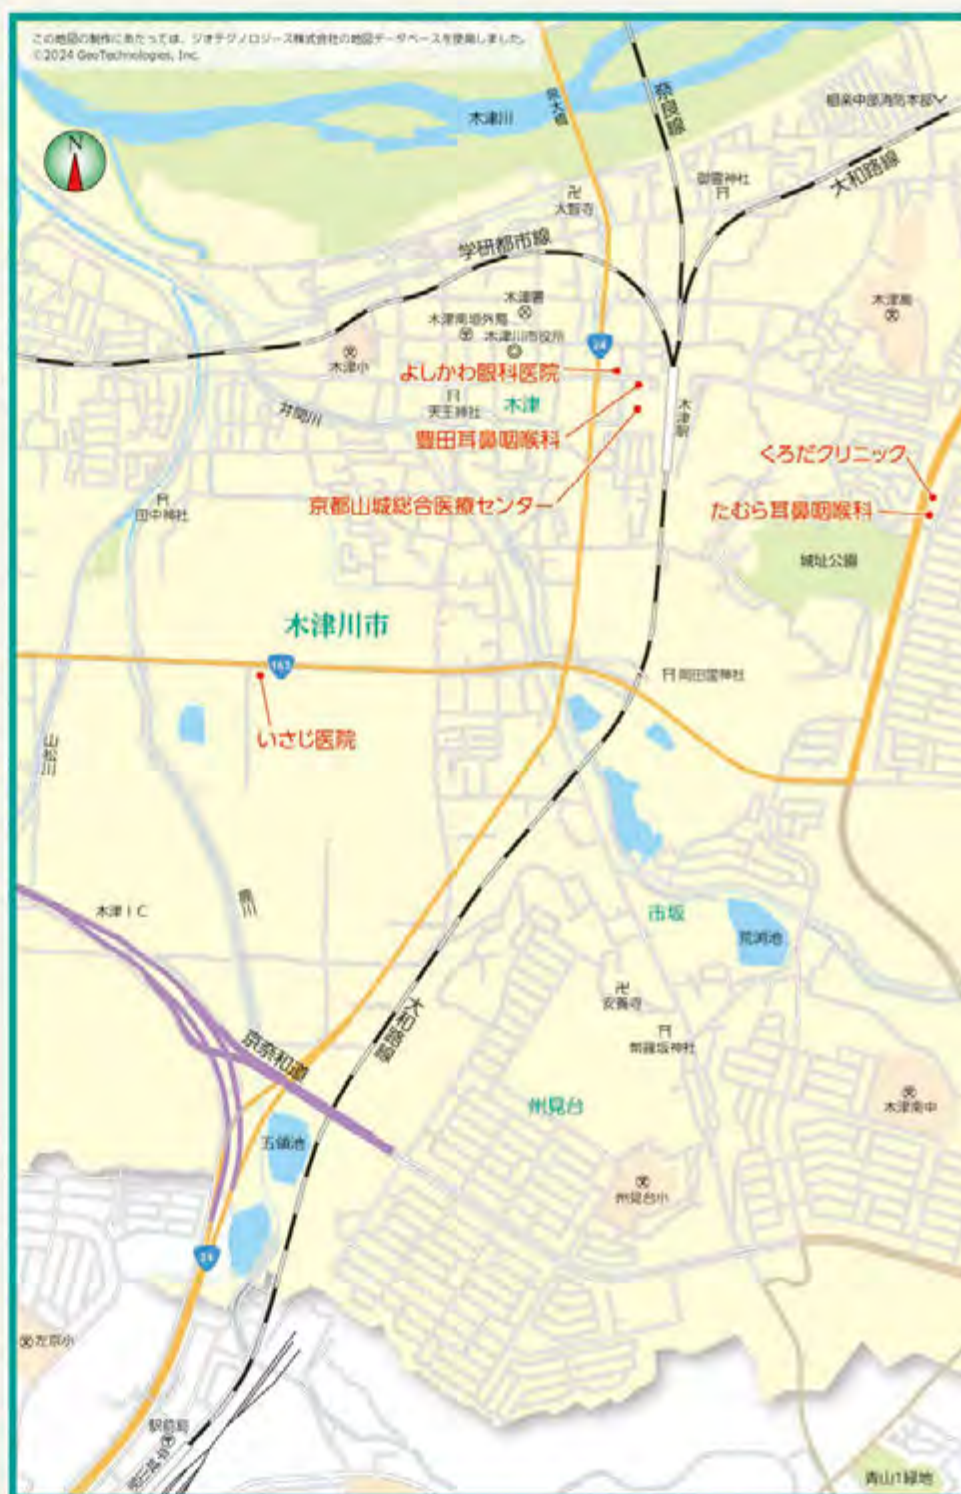 この地図の制作にあたっては、ジオテクノロジーズ株式会社の地図データベースを使用しました。
©2024 GeoTechnologies, Inc.
N
木津川
泉大橋
奈良線
相楽中部消防本部
大和路線
御霊神社
大智寺
学研都市線
木津高
木津署
木津南垣外局
木津川市役所
24
木津小
よしかわ眼科医院
天王神社
木津
井関川
豊田耳鼻咽喉科
木津駅
くろだクリニック
京都山城総合医療センター
たむら耳鼻咽喉科
田中神社
城址公園
木津川市
163
岡田国神社
いさじ医院
山松川
鹿川
木津IC
市坂
荒渕池
安養寺
幣羅坂神社
大和路線
京奈和道
州見台
木津南中
五領池
州見台小
24
左京小
駅前局
青山1緑地